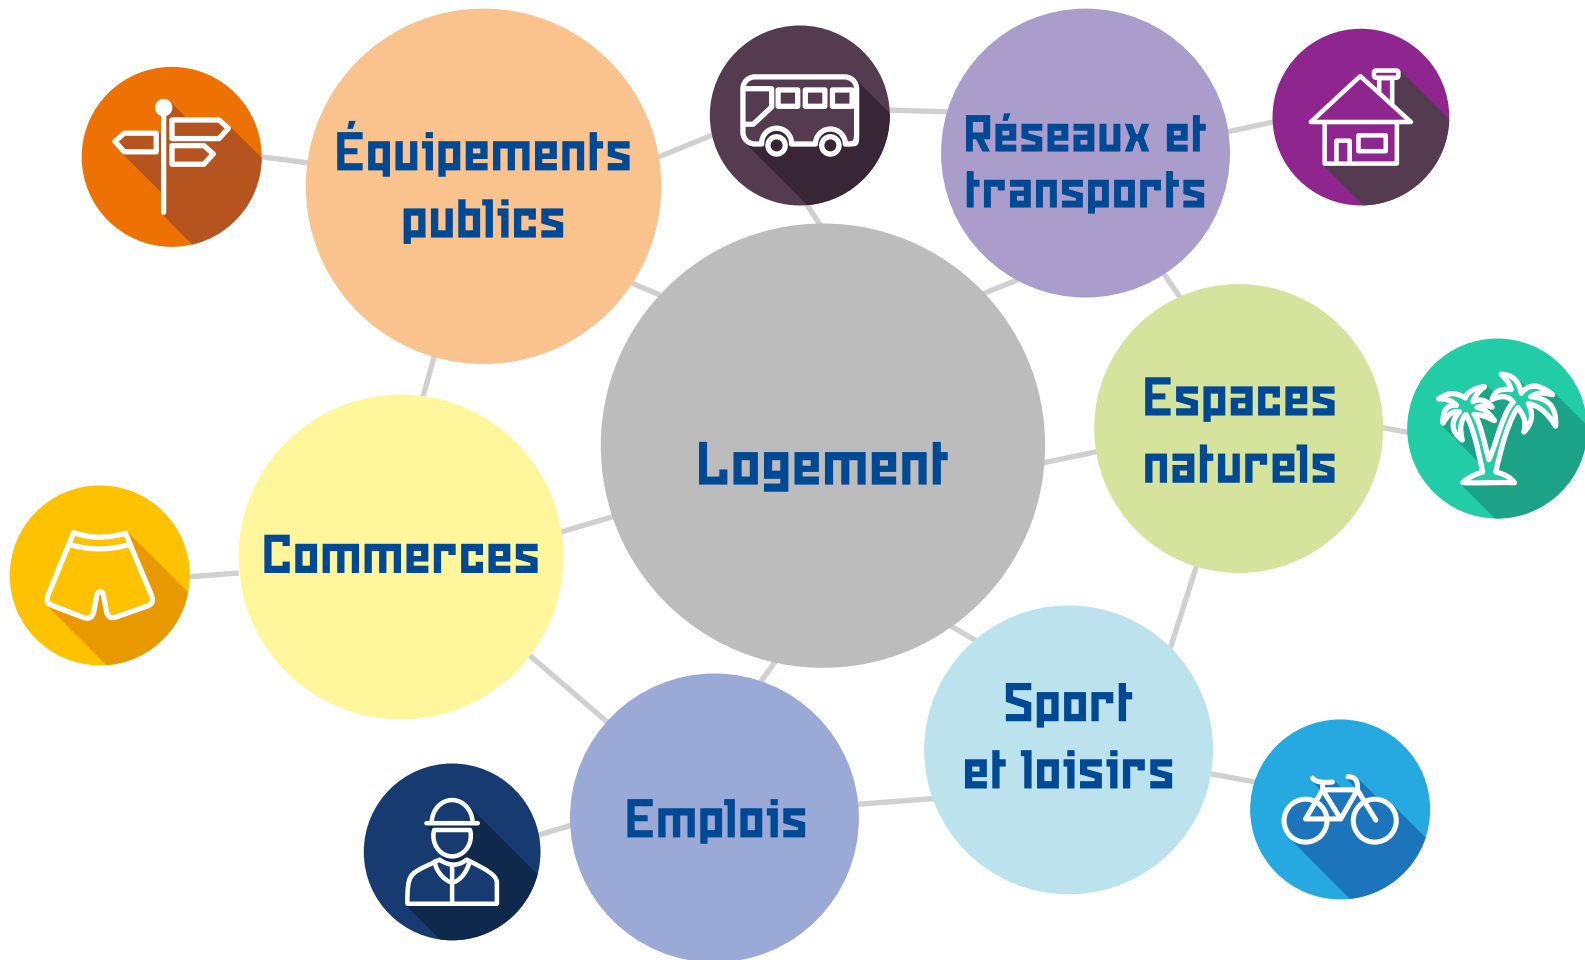 Équipements
publics
Réseaux et
transports
Espaces
naturels
Logement
Commerces
Sport
et loisirs
Emplois